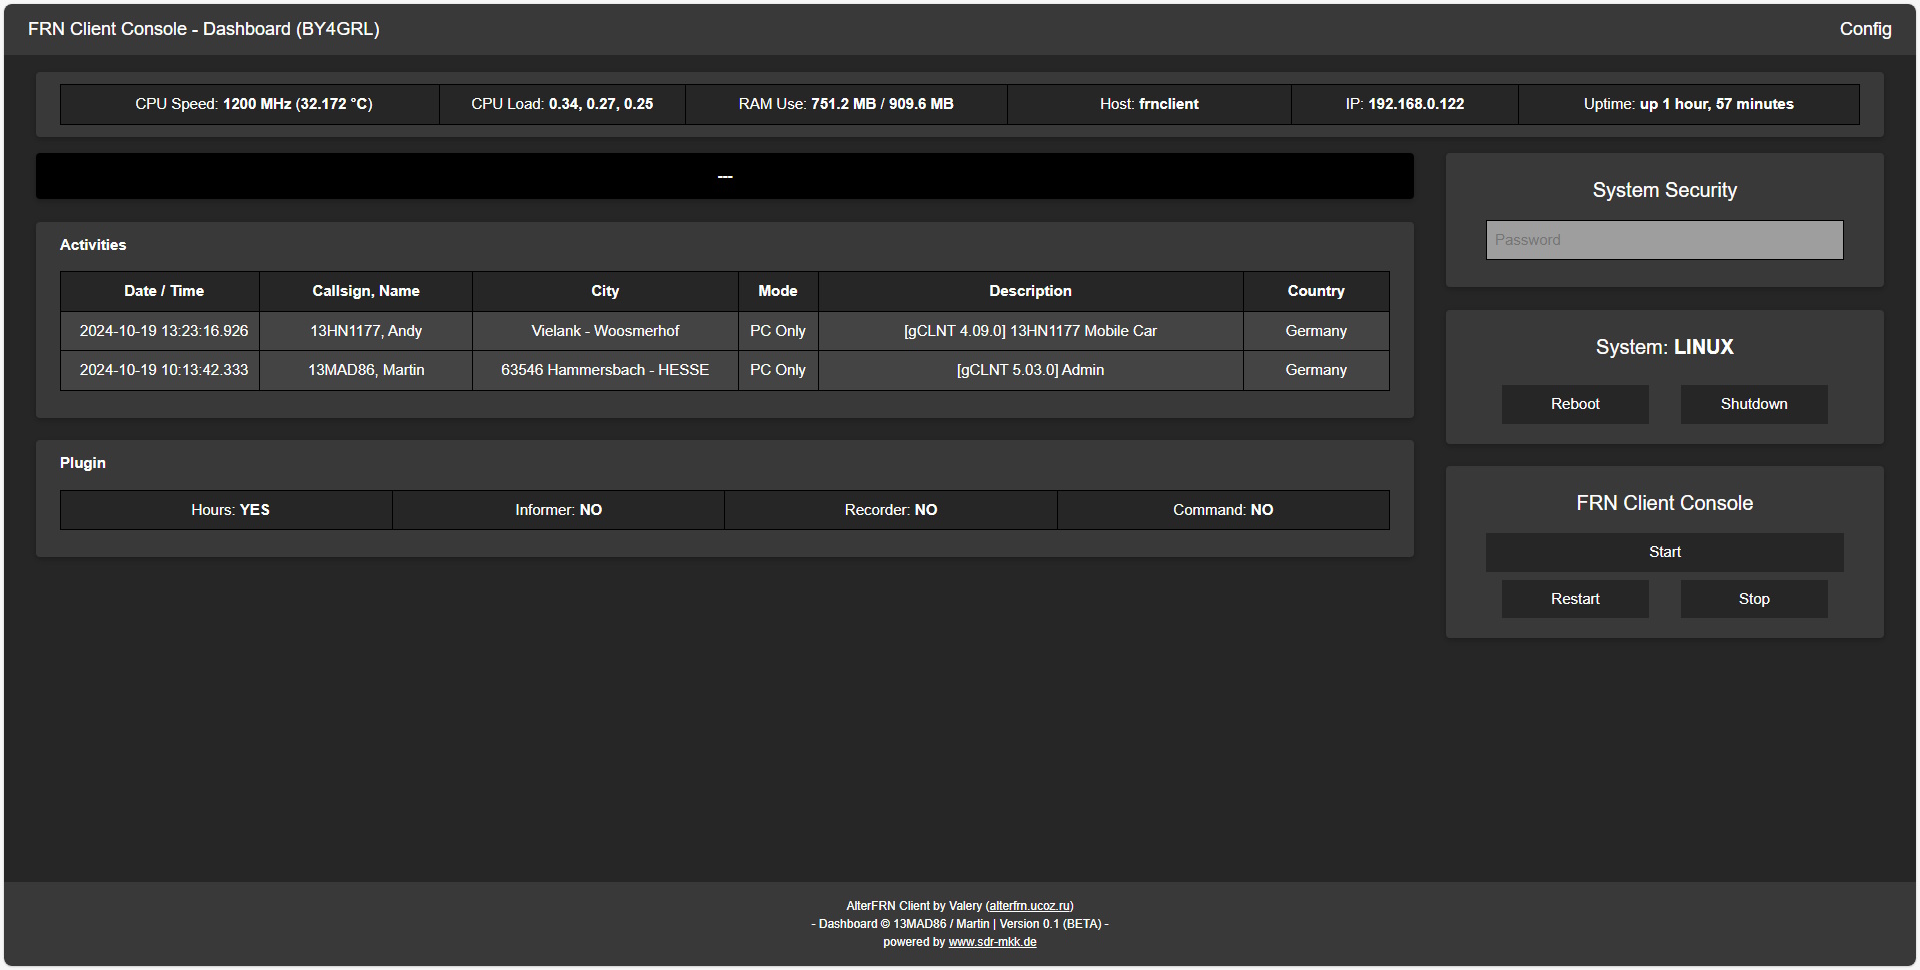 FRN Client Console - Dashboard (BY4GRL)
Config
CPU Speed: 1200 MHz (32.172 °C)
CPU Load: 0.34, 0.27, 0.25
RAM Use: 751.2 MB / 909.6 MB
Host: frnclient
IP: 192.168.0.122
Uptime: up 1 hour, 57 minutes
---
Activities
Date / Time
Callsign, Name
City
Mode
Description
Country
2024-10-19 13:23:16.926
13HN1177, Andy
Vielank - Woosmerhof
PC Only
[gCLNT 4.09.0] 13HN1177 Mobile Car
Germany
2024-10-19 10:13:42.333
13MAD86, Martin
63546 Hammersbach - HESSE
PC Only
[gCLNT 5.03.0] Admin
Germany
Plugin
Hours: YES
Informer: NO
Recorder: NO
Command: NO
System Security
Password
System: LINUX
Reboot
Shutdown
FRN Client Console
Start
Restart
Stop
AlterFRN Client by Valery (alterfrn.ucoz.ru)
- Dashboard © 13MAD86 / Martin | Version 0.1 (BETA) -
powered by www.sdr-mkk.de